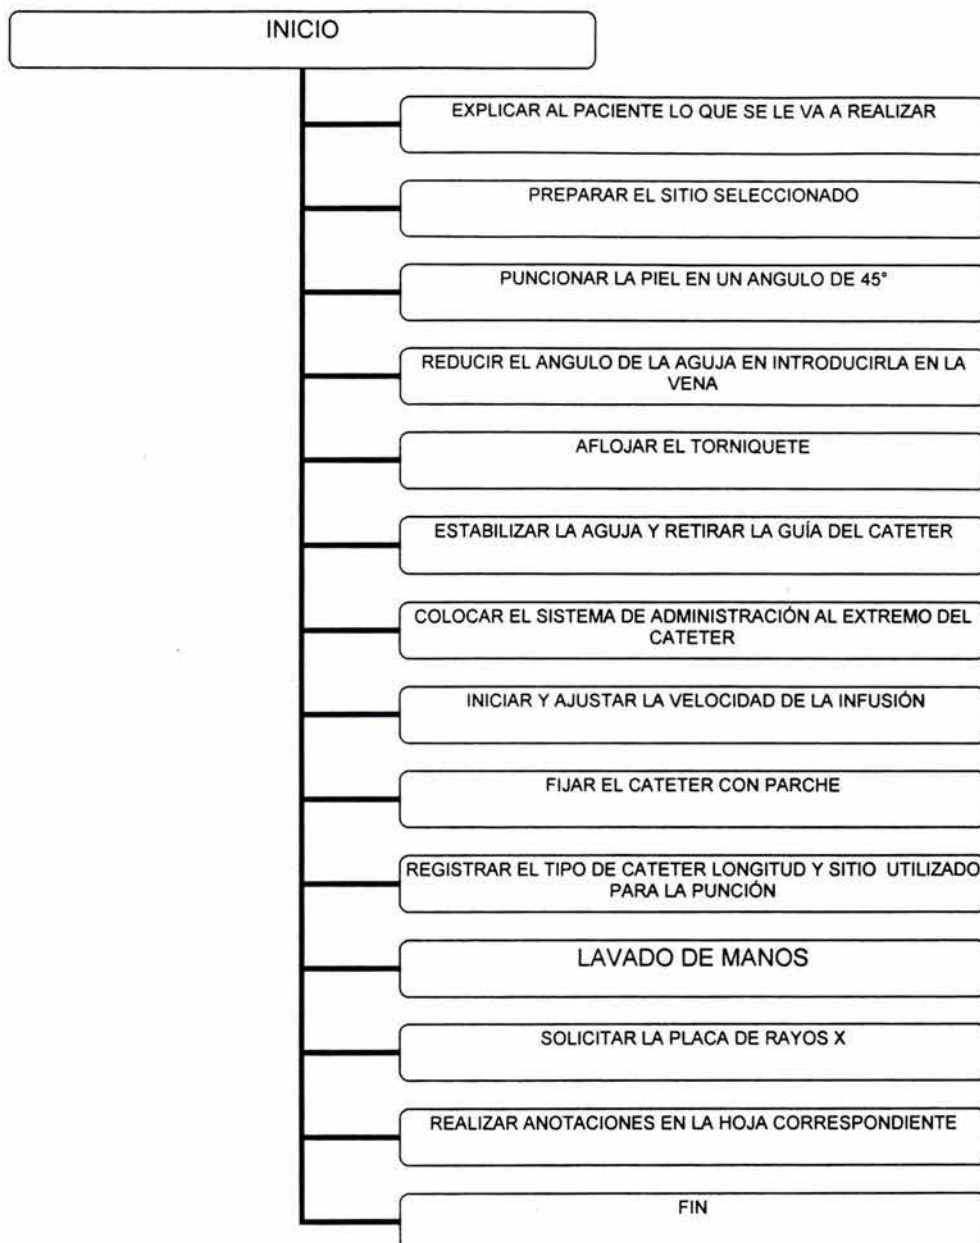 INICIO
EXPLICAR AL PACIENTE LO QUE SE LE VA A REALIZAR
PREPARAR EL SITIO SELECCIONADO
PUNCIONAR LA PIEL EN UN ANGULO DE 45°
REDUCIR EL ANGULO DE LA AGUJA EN INTRODUCIRLA EN LA
VENA
AFLOJAR EL TORNIQUETE
ESTABILIZAR LA AGUJA Y RETIRAR LA GUÍA DEL CATETER
COLOCAR EL SISTEMA DE ADMINISTRACIÓN AL EXTREMO DEL
CATETER
INICIAR Y AJUSTAR LA VELOCIDAD DE LA INFUSIÓN
FIJAR EL CATETER CON PARCHE
REGISTRAR EL TIPO DE CATETER LONGITUD Y SITIO UTILIZADO
PARA LA PUNCIÓN
LAVADO DE MANOS
SOLICITAR LA PLACA DE RAYOS X
REALIZAR ANOTACIONES EN LA HOJA CORRESPONDIENTE
FIN